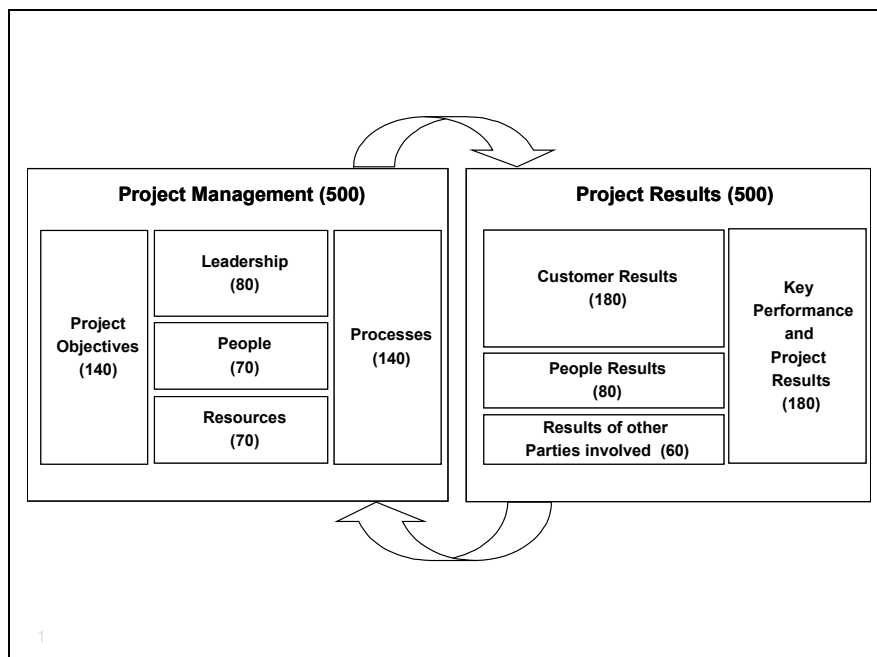 Project Management (500)
Project
Objectives
(140)
Leadership
(80)
People
(70)
Resources
(70)
Processes
(140)
Project Results (500)
Customer Results
(180)
People Results
(80)
Results of other
Parties involved (60)
Key
Performance
and
Project
Results
(180)
1